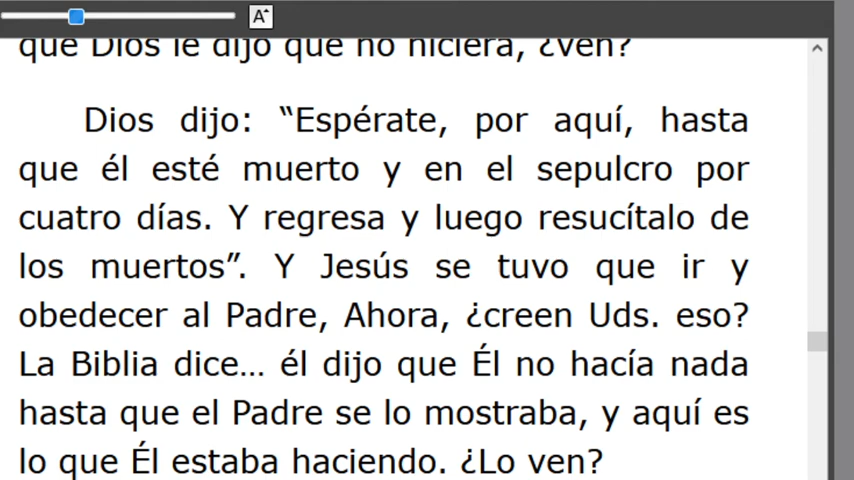 A
que Dios le dijo que no hiciera, ¿ven?
Dios dijo: “Espérate, por aquí, hasta
que él esté muerto y en el sepulcro por
cuatro días. Y regresa y luego resucítalo de
los muertos”. Y Jesús se tuvo que ir y
obedecer al Padre, Ahora, ¿creen Uds. eso?
La Biblia dice... él dijo que Él no hacía nada
hasta que el Padre se lo mostraba, y aquí es
lo que Él estaba haciendo. ¿Lo ven?